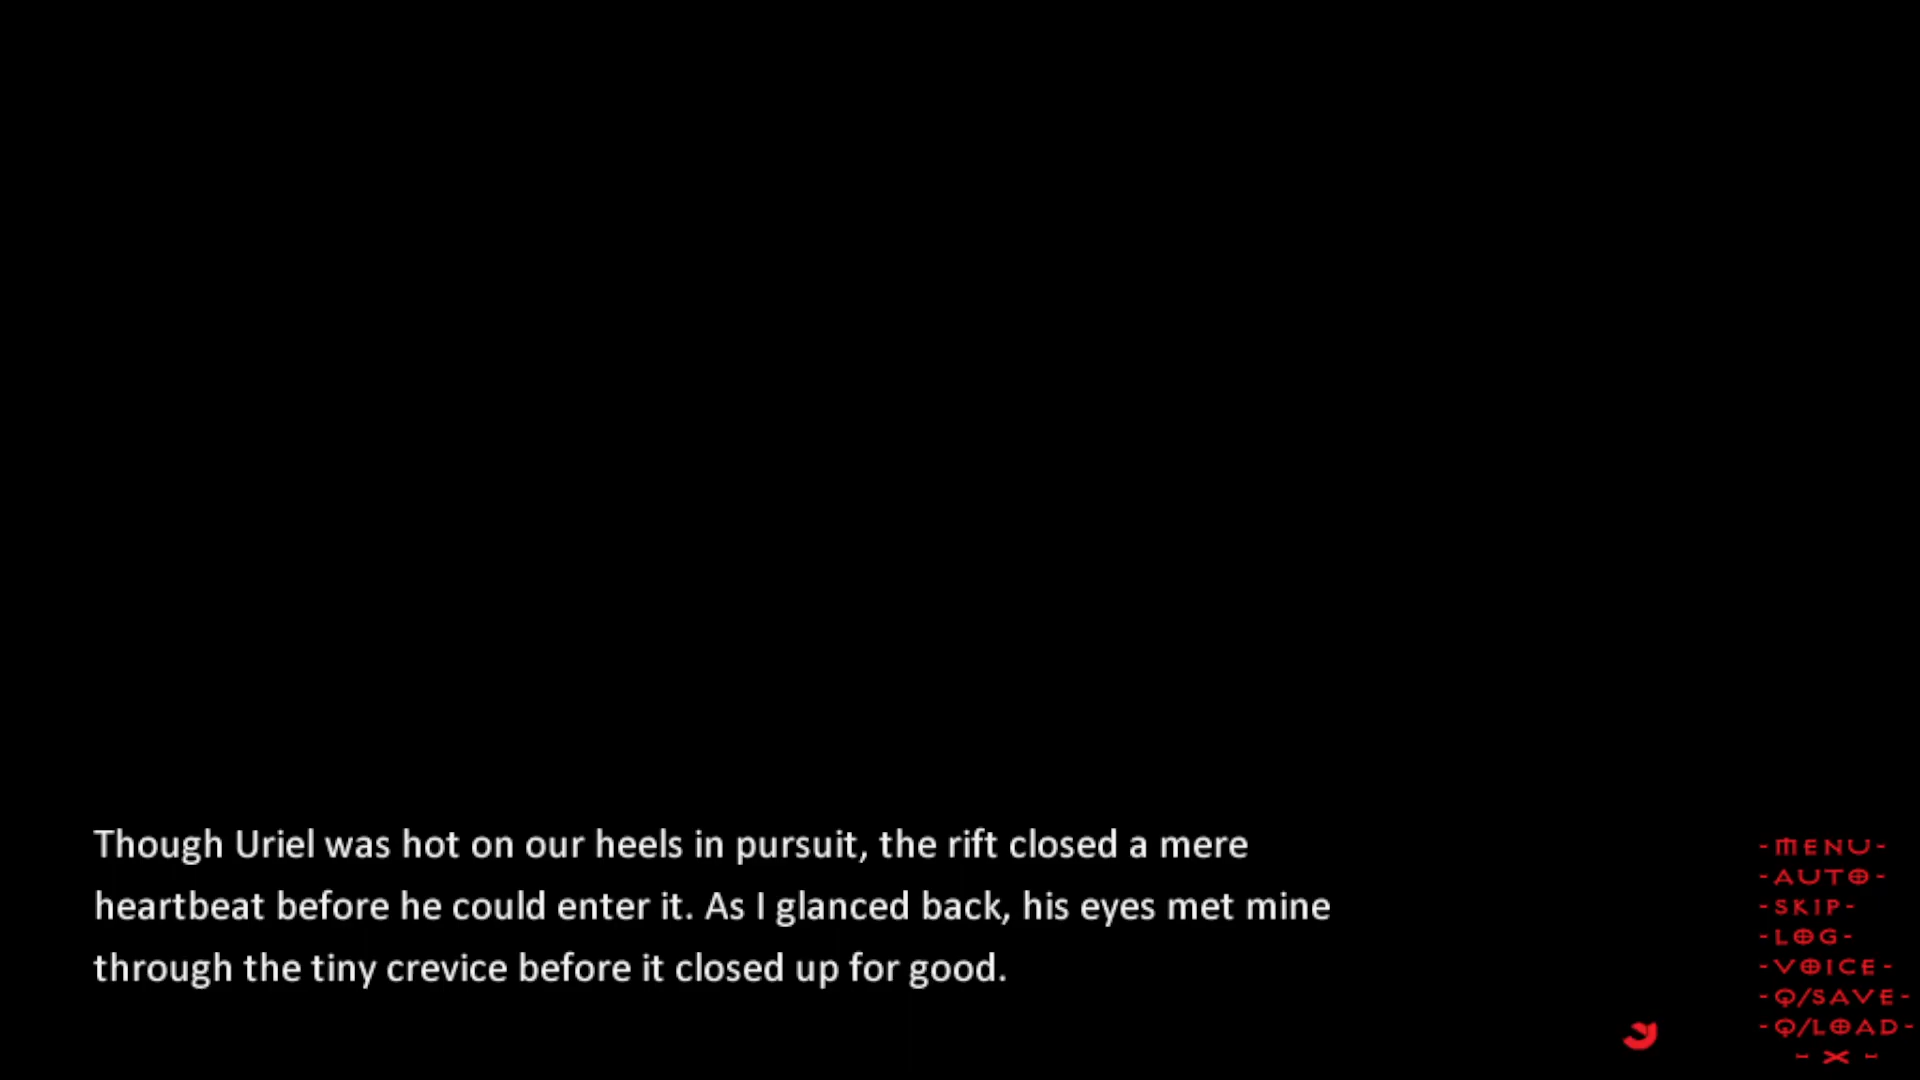 Though Uriel was hot on our heels in pursuit, the rift closed a mere
heartbeat before he could enter it. As I glanced back, his eyes met mine
through the tiny crevice before it closed up for good.
-MENU-
-AUTO-
-SKIP-
-LOG-
-VOICE-
-Q/SAVE-
-Q/LOAD-
- X -